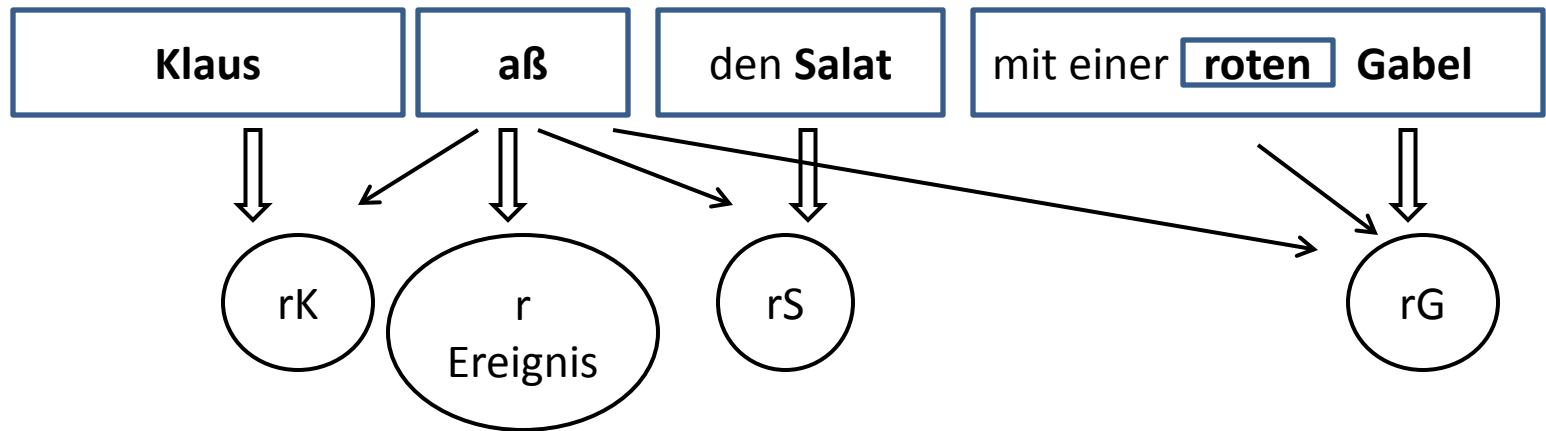 Klaus aß den Salat mit einer roten Gabel
rK r rS rG
Ereignis